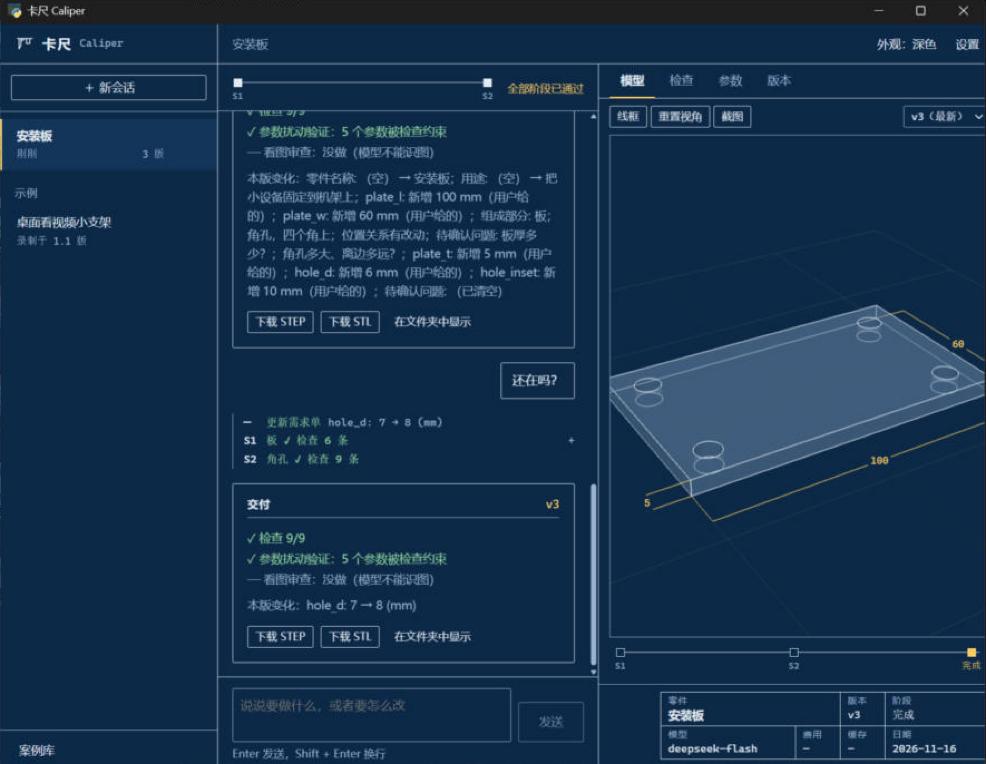 卡尺 Caliper
卡尺 Caliper
安装板
外观：深色
设置
+ 新会话
安装板
刚刚
3 版
示例
桌面看视频小支架
录制于 1.1 版
案例库
S1
S2
全部阶段已通过
✓ 检查 9/9
✓ 参数扰动验证：5 个参数被检查约束
— 看图审查：没做（模型不能识图）
本版变化：零件名称:（空）→ 安装板；用途:（空）→ 把
小设备固定到机架上；plate_l: 新增 100 mm（用户给
的）；plate_w: 新增 60 mm（用户给的）；组成部分: 板；
角孔，四个角上；位置关系有改动；待确认问题: 板厚多
少？；角孔多大、离边多远？；plate_t: 新增 5 mm（用户
给的）；hole_d: 新增 6 mm（用户给的）；hole_inset: 新
增 10 mm（用户给的）；待确认问题:（已清空）
下载 STEP
下载 STL
在文件夹中显示
还在吗？
— 更新需求单 hole_d: 7 → 8 (mm)
S1 板 ✓ 检查 6 条
+
S2 角孔 ✓ 检查 9 条
交付
v3
✓ 检查 9/9
✓ 参数扰动验证：5 个参数被检查约束
— 看图审查：没做（模型不能识图）
本版变化：hole_d: 7 → 8 (mm)
下载 STEP
下载 STL
在文件夹中显示
说说要做什么，或者要怎么改
发送
Enter 发送，Shift + Enter 换行
模型
检查
参数
版本
线框
重置视角
截图
v3（最新）
60
100
5
S1
S2
完成
零件
安装板
版本
v3
阶段
完成
模型
deepseek-flash
费用
—
缓存
—
日期
2026-11-16